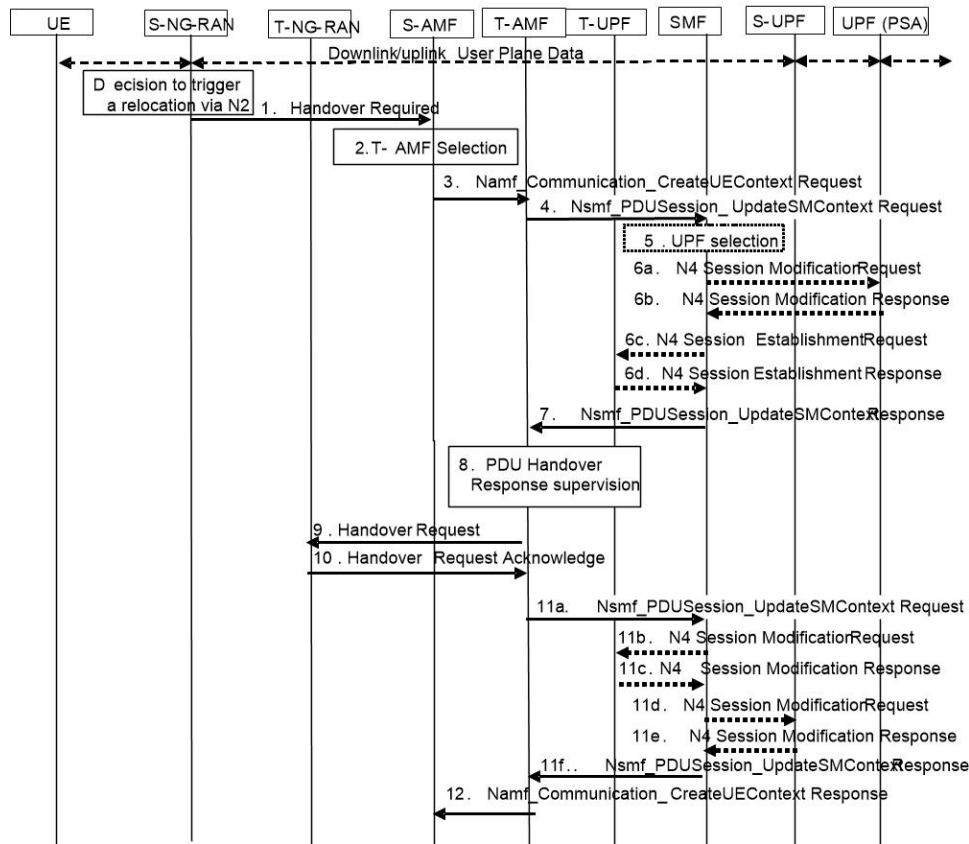 UE S-NG-RAN T-NG-RAN S-AMF T-AMF T-UPF SMF S-UPF UPF (PSA)
Downlink/uplink User Plane Data
D ecision to trigger
a relocation via N2
1. Handover Required
2.T- AMF Selection
3. Namf_Communication_CreateUEContext Request
4. Nsmf_PDUSession_ UpdateSMContext Request
5 . UPF selection
6a. N4 Session ModificationRequest
6b. N4 Session Modification Response
6c. N4 Session EstablishmentRequest
6d. N4 Session Establishment Response
7. Nsmf_PDUSession_UpdateSMContextResponse
8. PDU Handover
Response supervision
9 . Handover Request
10 . Handover Request Acknowledge
11a. Nsmf_PDUSession_UpdateSMContext Request
11b. N4 Session ModificationRequest
11c. N4 Session Modification Response
11d. N4 Session ModificationRequest
11e. N4 Session Modification Response
11f.. Nsmf_PDUSession_UpdateSMContextResponse
12. Namf_Communication_CreateUEContext Response